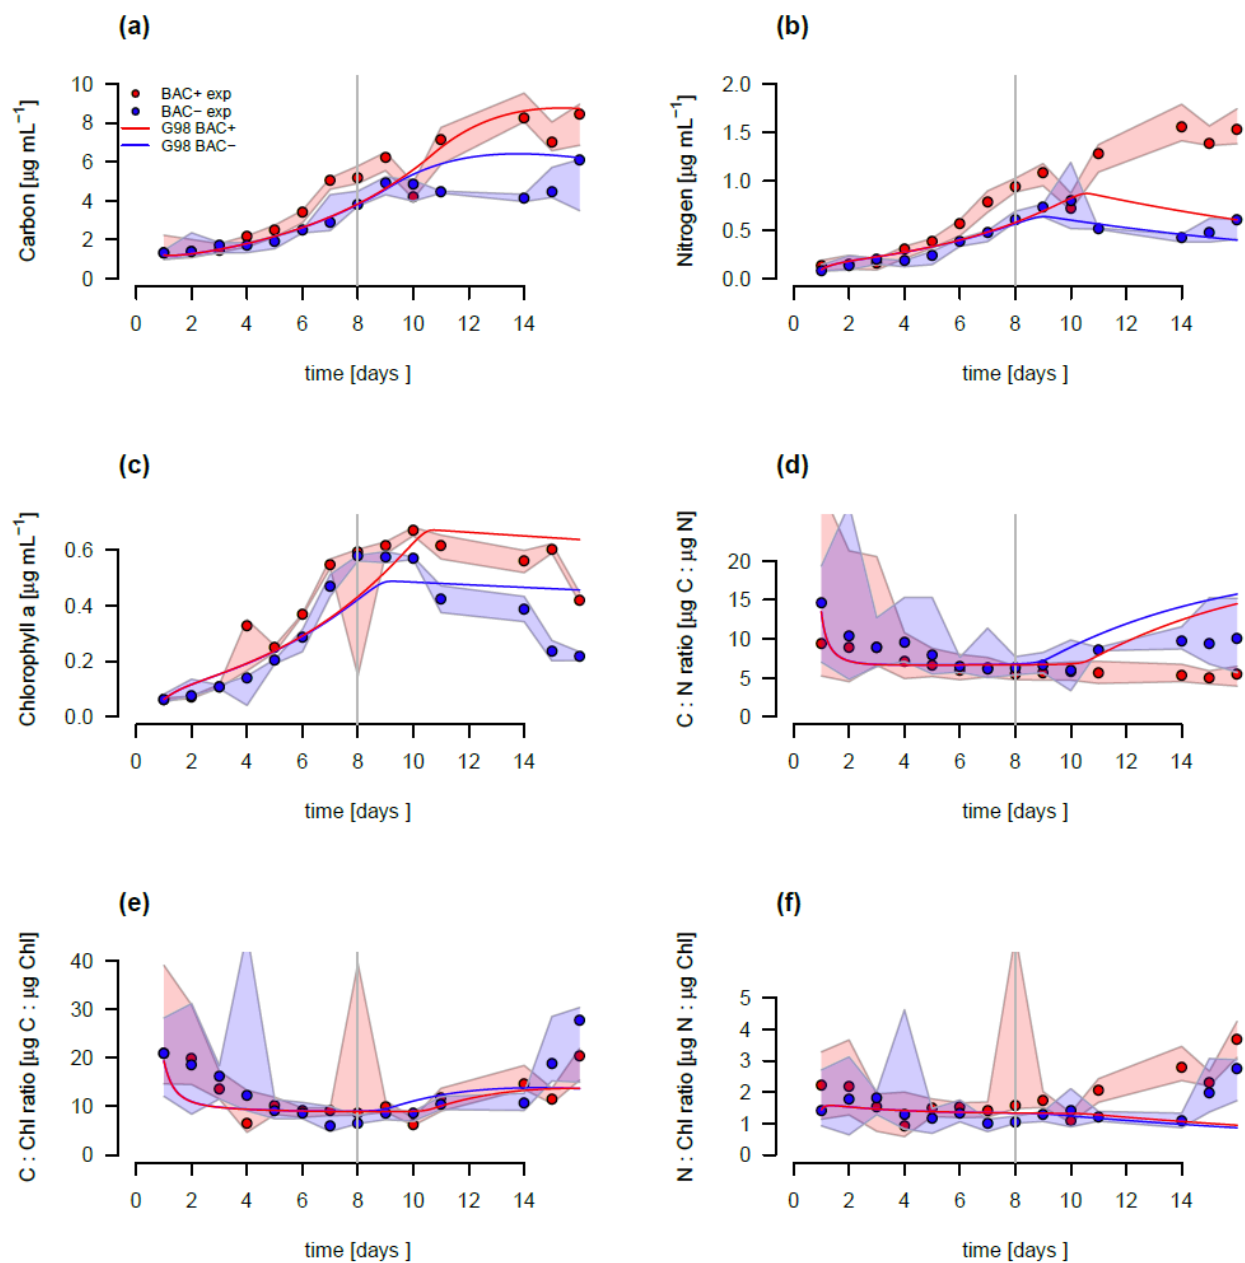 (a)
Carbon [µg mL⁻¹]
10
8
6
4
2
0
BAC+ exp
BAC− exp
G98 BAC+
G98 BAC−
0 2 4 6 8 10 12 14
time [days ]
(b)
Nitrogen [µg mL⁻¹]
2.0
1.5
1.0
0.5
0.0
0 2 4 6 8 10 12 14
time [days ]
(c)
Chlorophyll a [µg mL⁻¹]
0.6
0.4
0.2
0.0
0 2 4 6 8 10 12 14
time [days ]
(d)
C : N ratio [µg C : µg N]
20
15
10
5
0
0 2 4 6 8 10 12 14
time [days ]
(e)
C : Chl ratio [µg C : µg Chl]
40
30
20
10
0
0 2 4 6 8 10 12 14
time [days ]
(f)
N : Chl ratio [µg N : µg Chl]
5
4
3
2
1
0
0 2 4 6 8 10 12 14
time [days ]